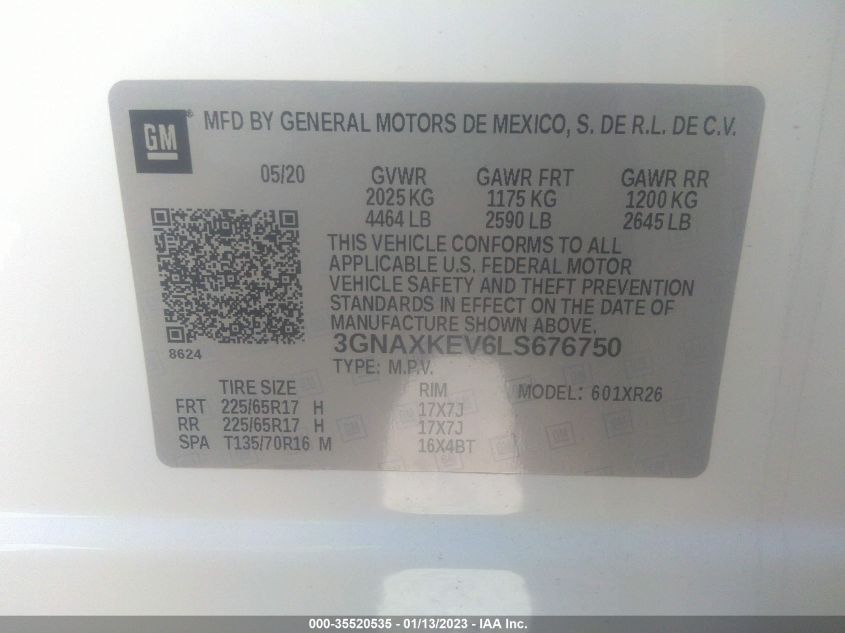 GM® MFD BY GENERAL MOTORS DE MEXICO, S. DE R.L. DE C.V.
05/20 GVWR GAWR FRT GAWR RR
2025 KG 1175 KG 1200 KG
4464 LB 2590 LB 2645 LB
THIS VEHICLE CONFORMS TO ALL
APPLICABLE U.S. FEDERAL MOTOR
VEHICLE SAFETY AND THEFT PREVENTION
STANDARDS IN EFFECT ON THE DATE OF
MANUFACTURE SHOWN ABOVE.
8624
3GNAXKEV6LS676750
TYPE: M.P.V.
TIRE SIZE RIM MODEL: 601XR26
FRT 225/65R17 H 17X7J
RR 225/65R17 H 17X7J
SPA T135/70R16 M 16X4BT
000-35520535 - 01/13/2023 - IAA Inc.